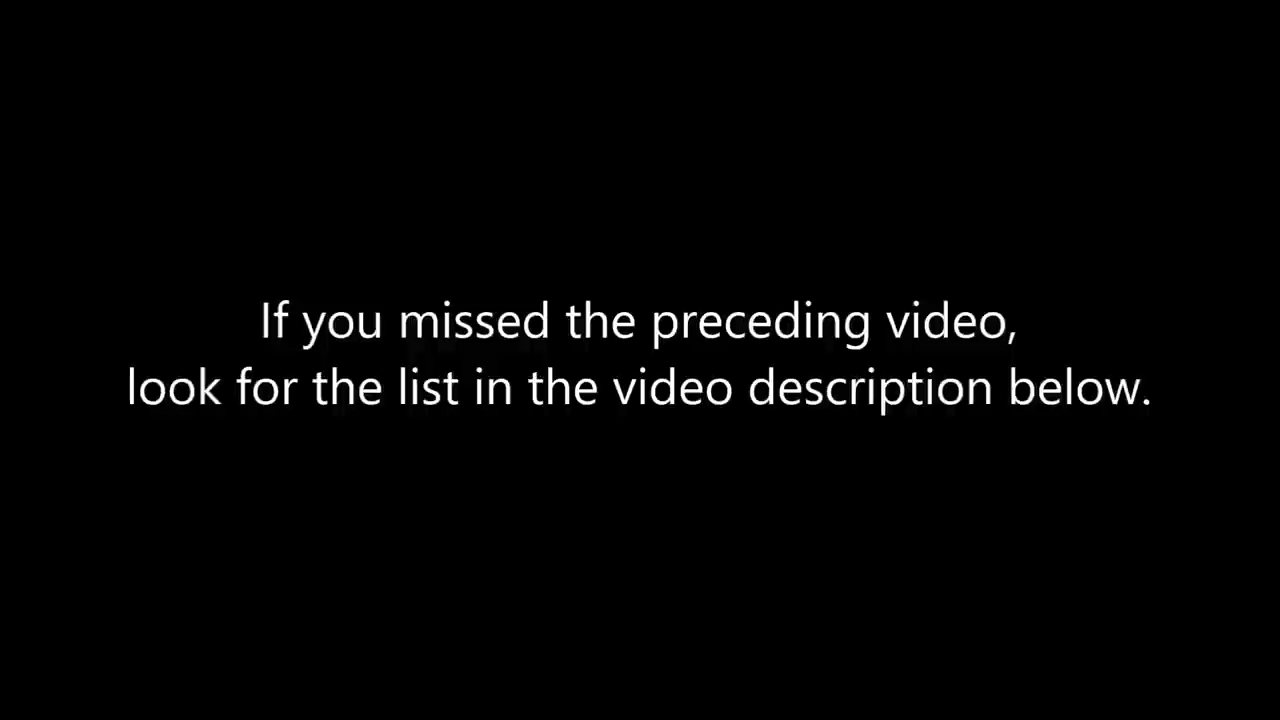 If you missed the preceding video,
look for the list in the video description below.